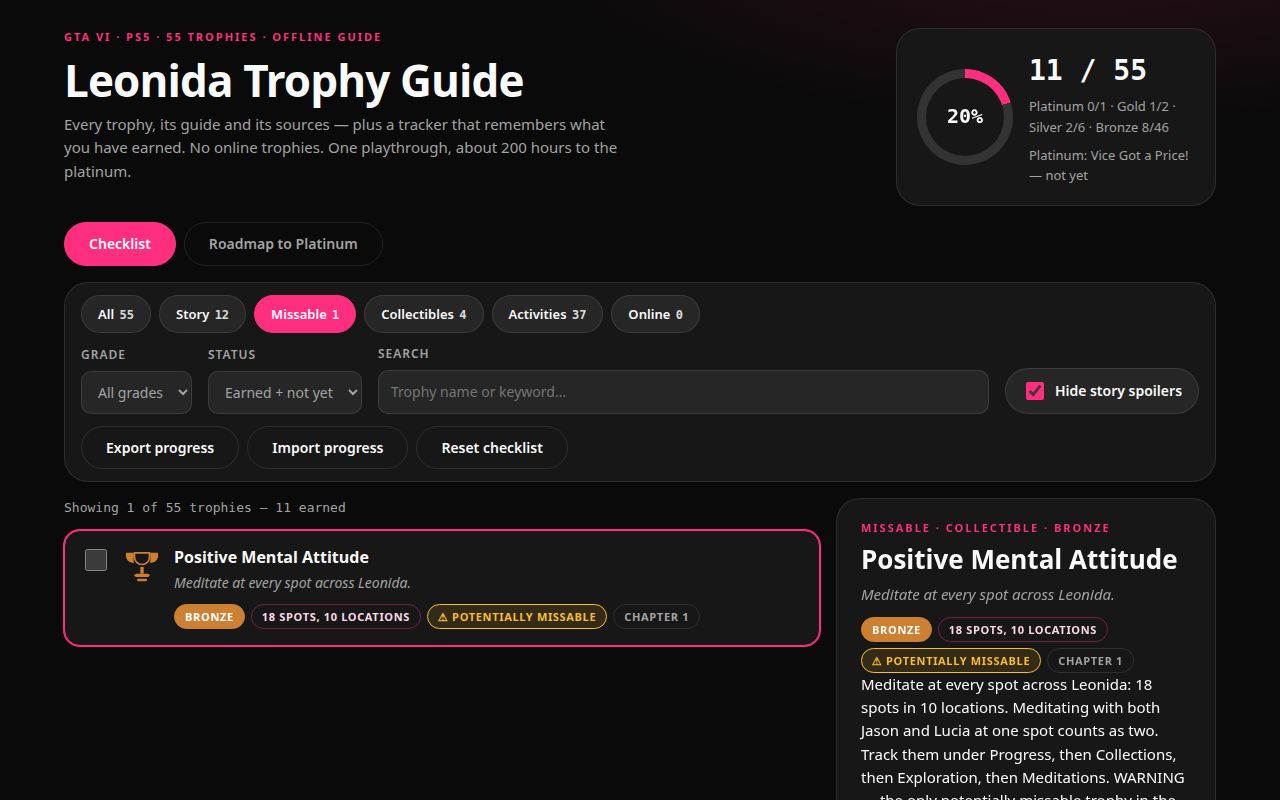 GTA VI · PS5 · 55 TROPHIES · OFFLINE GUIDE
Leonida Trophy Guide
Every trophy, its guide and its sources — plus a tracker that remembers what
you have earned. No online trophies. One playthrough, about 200 hours to the
platinum.
20%
11 / 55
Platinum 0/1 · Gold 1/2 ·
Silver 2/6 · Bronze 8/46
Platinum: Vice Got a Price!
— not yet
Checklist
Roadmap to Platinum
All 55
Story 12
Missable 1
Collectibles 4
Activities 37
Online 0
GRADE
STATUS
SEARCH
All grades
Earned + not yet
Trophy name or keyword…
Hide story spoilers
Export progress
Import progress
Reset checklist
Showing 1 of 55 trophies — 11 earned
Positive Mental Attitude
Meditate at every spot across Leonida.
BRONZE
18 SPOTS, 10 LOCATIONS
⚠ POTENTIALLY MISSABLE
CHAPTER 1
MISSABLE · COLLECTIBLE · BRONZE
Positive Mental Attitude
Meditate at every spot across Leonida.
BRONZE
18 SPOTS, 10 LOCATIONS
⚠ POTENTIALLY MISSABLE
CHAPTER 1
Meditate at every spot across Leonida: 18
spots in 10 locations. Meditating with both
Jason and Lucia at one spot counts as two.
Track them under Progress, then Collections,
then Exploration, then Meditations. WARNING
— the only potentially missable trophy in the